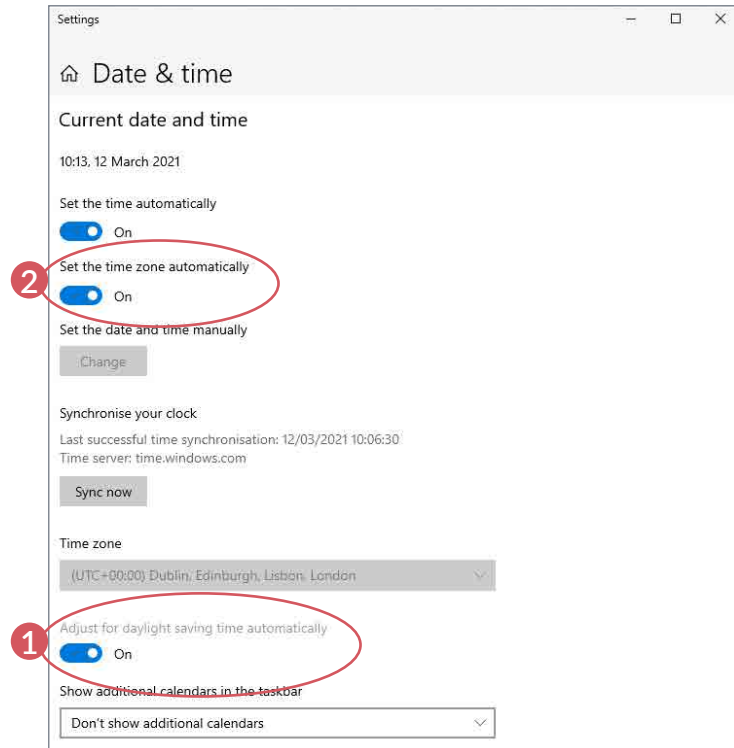 Settings
Date & time
Current date and time
10:13, 12 March 2021
Set the time automatically
On
2
Set the time zone automatically
On
Set the date and time manually
Change
Synchronise your clock
Last successful time synchronisation: 12/03/2021 10:06:30
Time server: time.windows.com
Sync now
Time zone
(UTC+00:00) Dublin, Edinburgh, Lisbon, London
1
Adjust for daylight saving time automatically
On
Show additional calendars in the taskbar
Don't show additional calendars